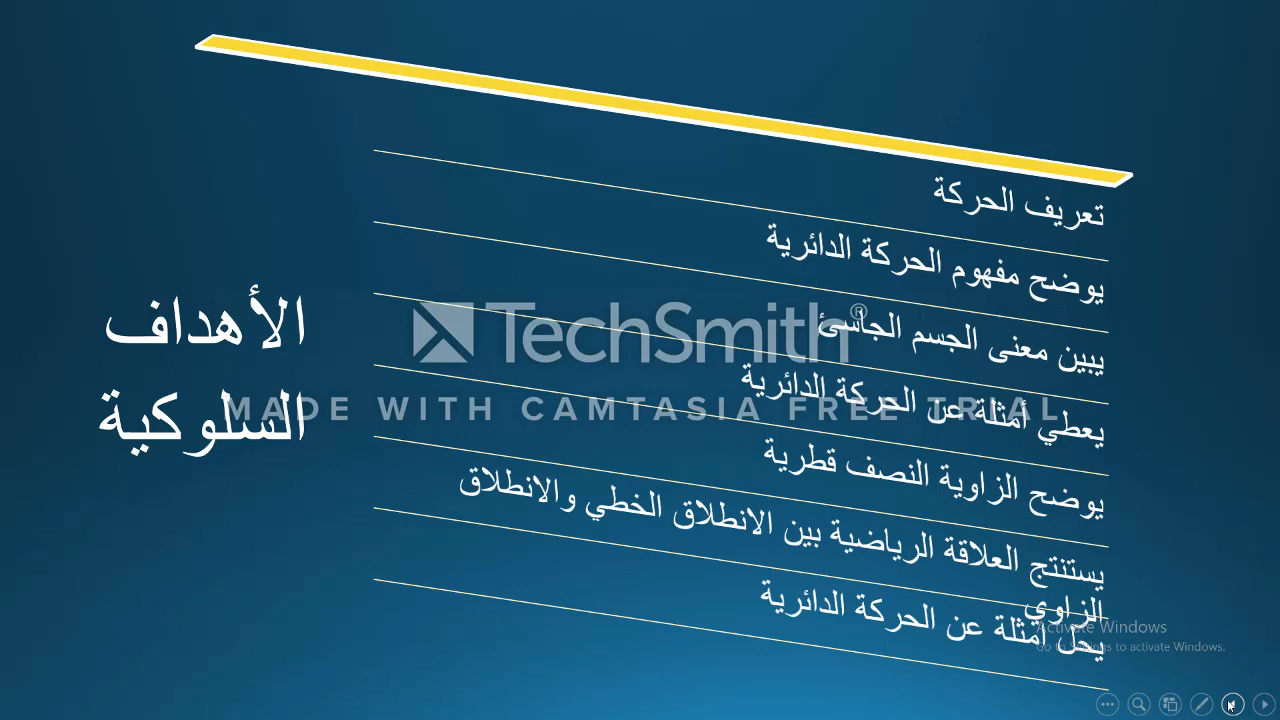 الأهداف
السلوكية
تعريف الحركة
يوضح مفهوم الحركة الدائرية
يبين معنى الجسم الجاسئ
يعطي أمثلة عن الحركة الدائرية
يوضح الزاوية النصف قطرية
يستنتج العلاقة الرياضية بين الانطلاق الخطي والانطلاق
الزاوي
يحل أمثلة عن الحركة الدائرية
TechSmith®
MADE WITH CAMTASIA FREE TRIAL
Activate Windows
Go to Settings to activate Windows.